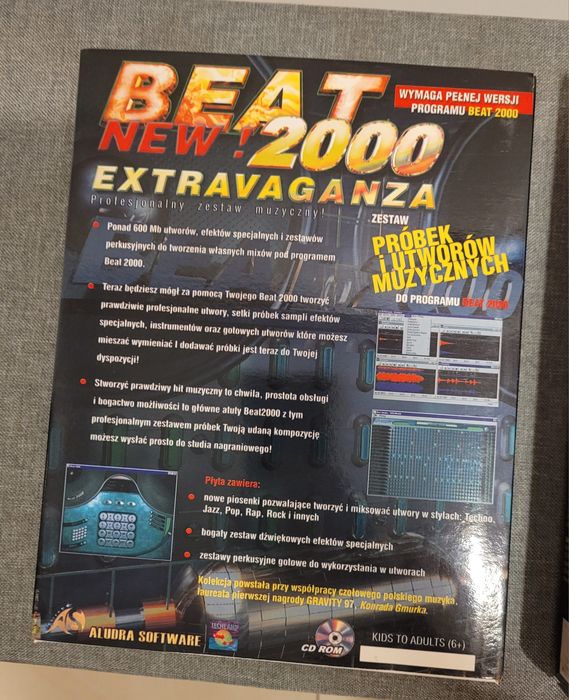 BEAT
NEW! 2000
EXTRAVAGANZA
Profesjonalny zestaw muzyczny!
WYMAGA PEŁNEJ WERSJI
PROGRAMU BEAT 2000
ZESTAW
PRÓBEK
i UTWORÓW
MUZYCZNYCH
DO PROGRAMU BEAT 2000
Ponad 600 Mb utworów, efektów specjalnych i zestawów
perkusyjnych do tworzenia własnych mixów pod programem
Beat 2000.
Teraz będziesz mógł za pomocą Twojego Beat 2000 tworzyć
prawdziwie profesjonalne utwory, setki próbek sampli efektów
specjalnych, instrumentów oraz gotowych utworów które możesz
mieszać wymieniać I dodawać próbki jest teraz do Twojej
dyspozycji!
Stworzyć prawdziwy hit muzyczny to chwila, prostota obsługi
i bogactwo możliwości to główne atuty Beat2000 z tym
profesjonalnym zestawem próbek Twoją udaną kompozycję
możesz wysłać prosto do studia nagraniowego!
Płyta zawiera:
nowe piosenki pozwalające tworzyć i miksować utwory w stylach: Techno,
Jazz, Pop, Rap, Rock i innych
bogaty zestaw dźwiękowych efektów specjalnych
zestawy perkusyjne gotowe do wykorzystania w utworach
Kolekcja powstała przy współpracy czołowego polskiego muzyka,
laureata pierwszej nagrody GRAVITY 97, Konrada Gmurka.
AS
ALUDRA SOFTWARE
TECHLAND
CD ROM
KIDS TO ADULTS (6+)